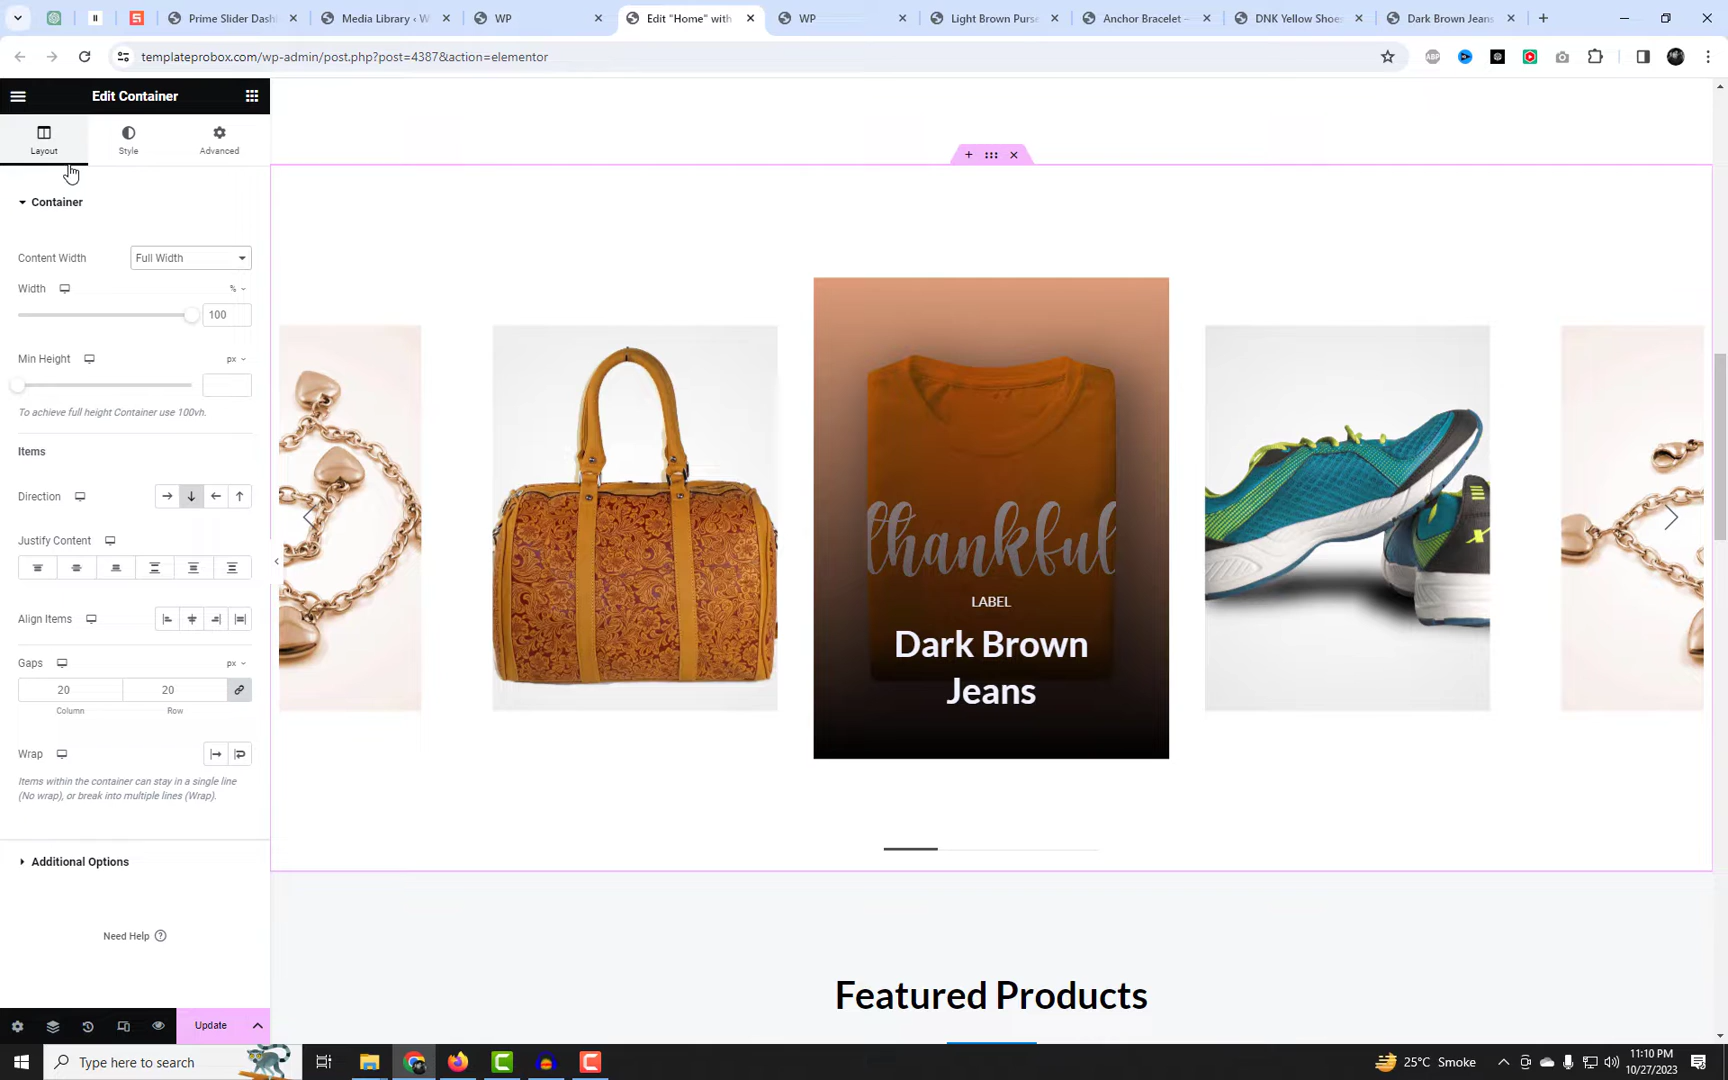 Prime Slider Dash
Media Library ‹ W
WP
Edit "Home" with
WP
Light Brown Purse
Anchor Bracelet –
DNK Yellow Shoes
Dark Brown Jeans
templateprobox.com/wp-admin/post.php?post=4387&action=elementor
ABP
Edit Container
Layout
Style
Advanced
Container
Content Width
Full Width
Width
%
100
Min Height
px
To achieve full height Container use 100vh.
Items
Direction
Justify Content
Align Items
Gaps
px
20
20
Column
Row
Wrap
Items within the container can stay in a single line
(No wrap), or break into multiple lines (Wrap).
Additional Options
Need Help
Update
thankful
LABEL
Dark Brown
Jeans
Featured Products
Type here to search
25°C Smoke
11:10 PM
10/27/2023